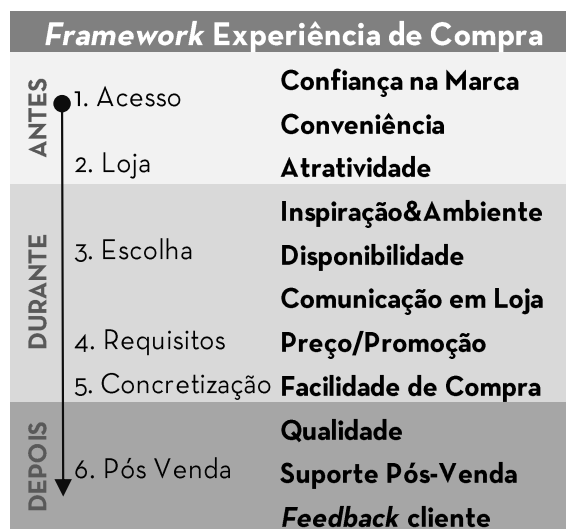 Framework Experiência de Compra
ANTES
1. Acesso
Confiança na Marca
Conveniência
2. Loja
Atratividade
DURANTE
Inspiração&Ambiente
3. Escolha
Disponibilidade
Comunicação em Loja
4. Requisitos
Preço/Promoção
5. Concretização
Facilidade de Compra
DEPOIS
Qualidade
6. Pós Venda
Suporte Pós-Venda
Feedback cliente